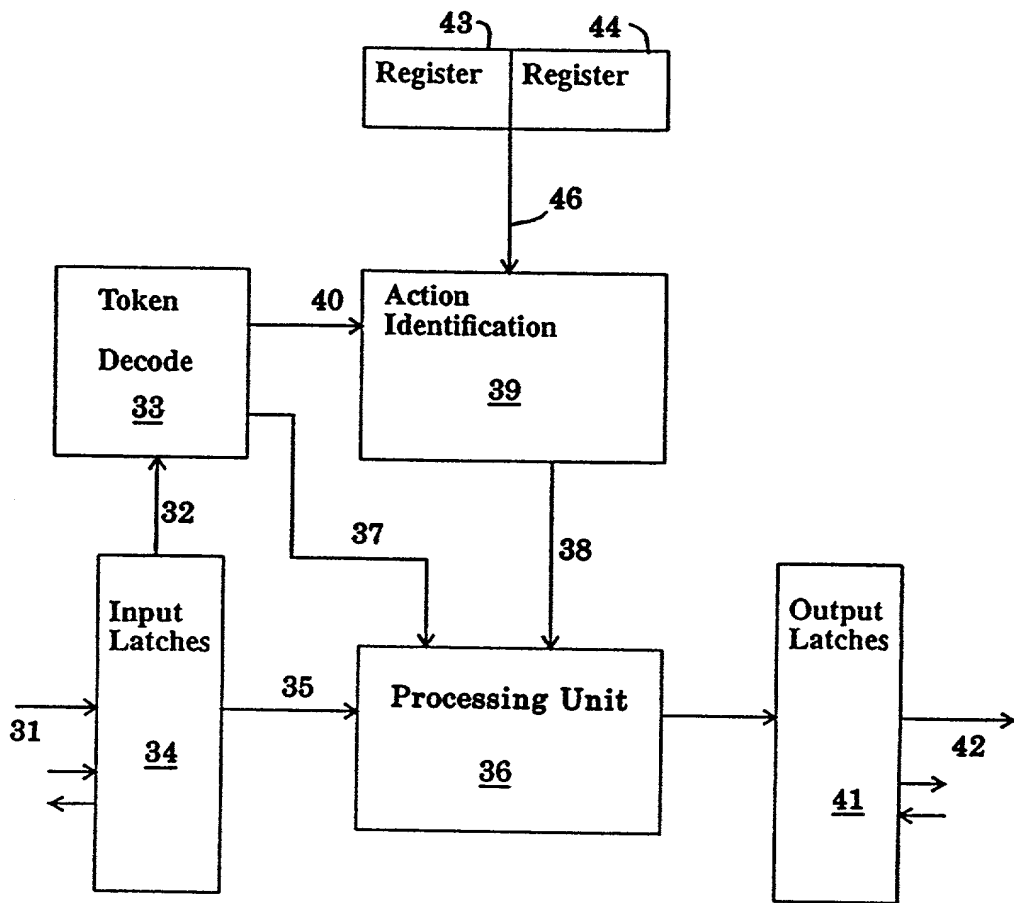 43
44
Register
Register
46
Token
Decode
33
40
Action
Identification
39
32
37
38
Input
Latches
34
31
35
Processing Unit
36
Output
Latches
41
42